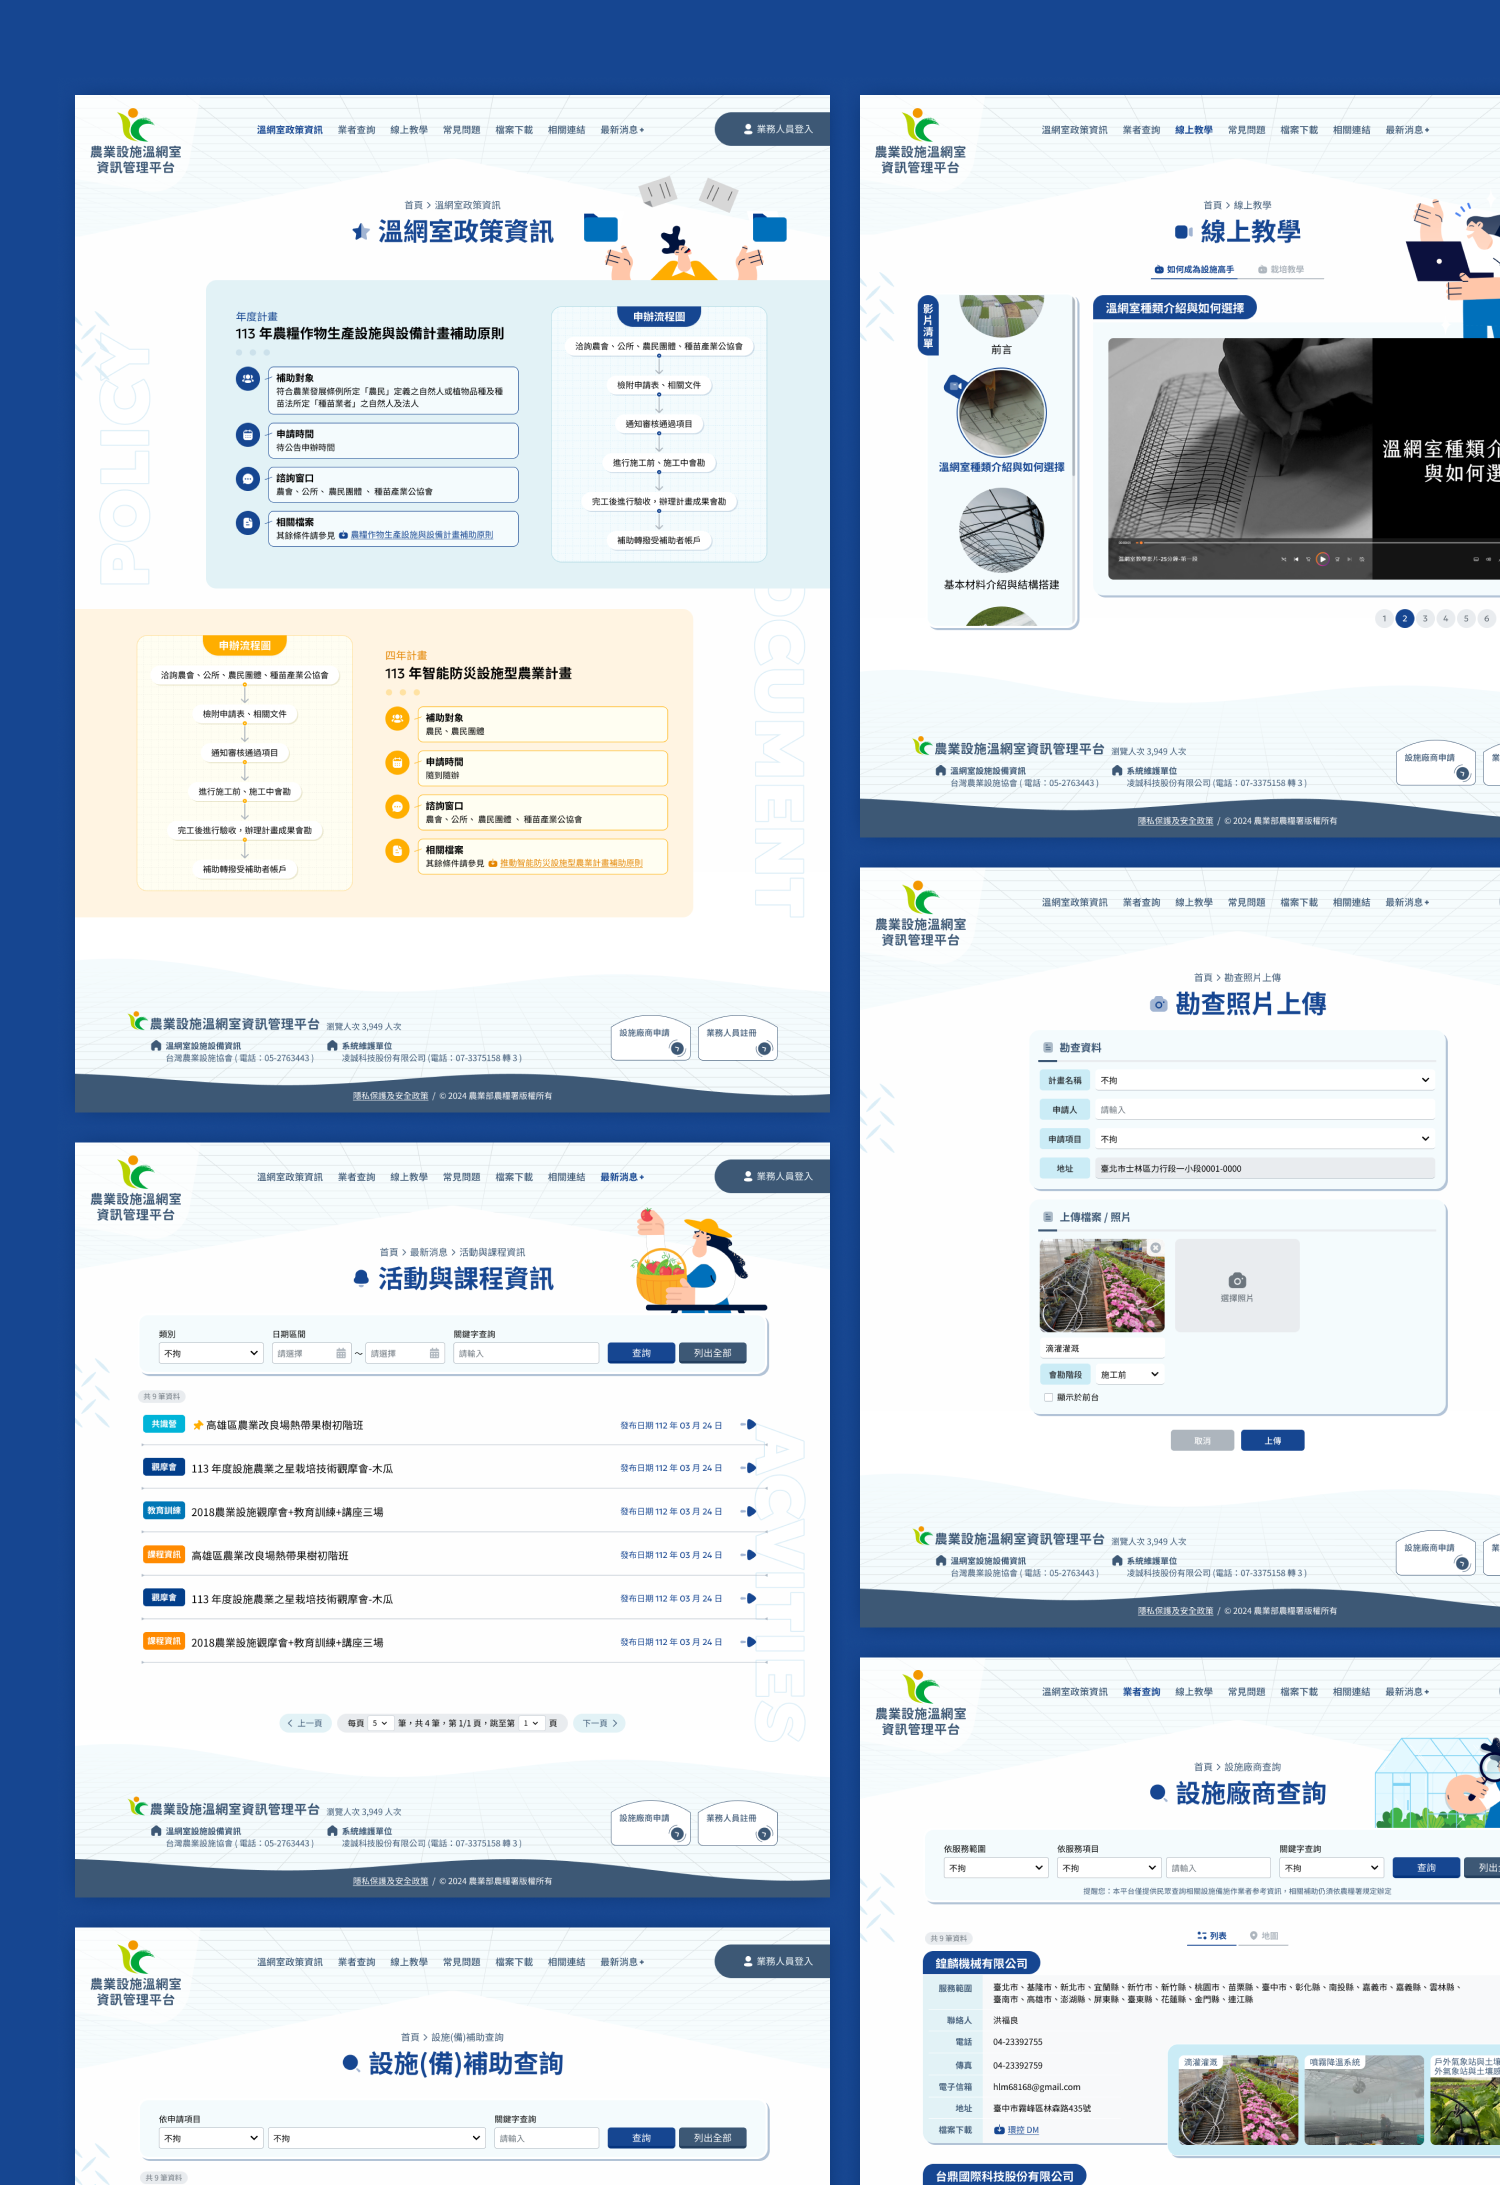 農業設施溫網室
資訊管理平台
溫網室政策資訊 業者查詢 線上教學 常見問題 檔案下載 相關連結 最新消息+
業務人員登入
首頁 > 溫網室政策資訊
溫網室政策資訊
POLICY
年度計畫
113 年農糧作物生產設施與設備計畫補助原則
補助對象
符合農業發展條例所定「農民」定義之自然人或植物品種及種
苗法所定「種苗業者」之自然人及法人
申請時間
待公告申辦時間
諮詢窗口
農會、公所、 農民團體 、 種苗產業公協會
相關檔案
其餘條件請參見 農糧作物生產設施與設備計畫補助原則
申辦流程圖
洽詢農會、公所、農民團體、種苗產業公協會
檢附申請表、相關文件
通知審核通過項目
進行施工前、施工中會勘
完工後進行驗收，辦理計畫成果會勘
補助轉撥受補助者帳戶
OCUMENT
申辦流程圖
洽詢農會、公所、農民團體、種苗產業公協會
檢附申請表、相關文件
通知審核通過項目
進行施工前、施工中會勘
完工後進行驗收，辦理計畫成果會勘
補助轉撥受補助者帳戶
四年計畫
113 年智能防災設施型農業計畫
補助對象
農民、農民團體
申請時間
隨到隨辦
諮詢窗口
農會、公所、 農民團體 、 種苗產業公協會
相關檔案
其餘條件請參見 推動智能防災設施型農業計畫補助原則
農業設施溫網室資訊管理平台 瀏覽人次 3,949 人次
溫網室設施設備資訊
台灣農業設施協會 ( 電話：05-2763443 )
系統維護單位
凌誠科技股份有限公司 (電話：07-3375158 轉 3 )
設施廠商申請
業務人員註冊
隱私保護及安全政策 / © 2024 農業部農糧署版權所有
農業設施溫網室
資訊管理平台
溫網室政策資訊 業者查詢 線上教學 常見問題 檔案下載 相關連結 最新消息+
業務人員登入
首頁 > 最新消息 > 活動與課程資訊
活動與課程資訊
類別
不拘
日期區間
請選擇 ～ 請選擇
關鍵字查詢
請輸入
查詢
列出全部
共 9 筆資料
共識營 高雄區農業改良場熱帶果樹初階班 發布日期 112 年 03 月 24 日
觀摩會 113 年度設施農業之星栽培技術觀摩會-木瓜 發布日期 112 年 03 月 24 日
教育訓練 2018農業設施觀摩會+教育訓練+講座三場 發布日期 112 年 03 月 24 日
課程資訊 高雄區農業改良場熱帶果樹初階班 發布日期 112 年 03 月 24 日
觀摩會 113 年度設施農業之星栽培技術觀摩會-木瓜 發布日期 112 年 03 月 24 日
課程資訊 2018農業設施觀摩會+教育訓練+講座三場 發布日期 112 年 03 月 24 日
ACVITIES
上一頁 每頁 5 筆，共 4 筆，第 1/1 頁，跳至第 1 頁 下一頁
農業設施溫網室資訊管理平台 瀏覽人次 3,949 人次
溫網室設施設備資訊
台灣農業設施協會 ( 電話：05-2763443 )
系統維護單位
凌誠科技股份有限公司 (電話：07-3375158 轉 3 )
設施廠商申請
業務人員註冊
隱私保護及安全政策 / © 2024 農業部農糧署版權所有
農業設施溫網室
資訊管理平台
溫網室政策資訊 業者查詢 線上教學 常見問題 檔案下載 相關連結 最新消息+
業務人員登入
首頁 > 設施(備)補助查詢
設施(備)補助查詢
依申請項目
不拘
不拘
關鍵字查詢
請輸入
查詢
列出全部
共 9 筆資料
農業設施溫網室
資訊管理平台
溫網室政策資訊 業者查詢 線上教學 常見問題 檔案下載 相關連結 最新消息+
首頁 > 線上教學
線上教學
如何成為設施高手
栽培教學
影片清單
前言
溫網室種類介紹與如何選擇
基本材料介紹與結構搭建
溫網室種類介紹與如何選擇
溫網室種類介
與如何選
溫網室教學影片-25分鐘-第一課
1 2 3 4 5 6
農業設施溫網室資訊管理平台 瀏覽人次 3,949 人次
溫網室設施設備資訊
台灣農業設施協會 ( 電話：05-2763443 )
系統維護單位
凌誠科技股份有限公司 (電話：07-3375158 轉 3 )
設施廠商申請
業
隱私保護及安全政策 / © 2024 農業部農糧署版權所有
農業設施溫網室
資訊管理平台
溫網室政策資訊 業者查詢 線上教學 常見問題 檔案下載 相關連結 最新消息+
首頁 > 勘查照片上傳
勘查照片上傳
勘查資料
計畫名稱 不拘
申請人 請輸入
申請項目 不拘
地址 臺北市士林區力行段一小段0001-0000
上傳檔案 / 照片
選擇照片
滴灌灌溉
會勘階段 施工前
顯示於前台
取消
上傳
農業設施溫網室資訊管理平台 瀏覽人次 3,949 人次
溫網室設施設備資訊
台灣農業設施協會 ( 電話：05-2763443 )
系統維護單位
凌誠科技股份有限公司 (電話：07-3375158 轉 3 )
設施廠商申請
業
隱私保護及安全政策 / © 2024 農業部農糧署版權所有
農業設施溫網室
資訊管理平台
溫網室政策資訊 業者查詢 線上教學 常見問題 檔案下載 相關連結 最新消息+
首頁 > 設施廠商查詢
設施廠商查詢
依服務範圍
不拘
依服務項目
不拘
請輸入
關鍵字查詢
不拘
查詢
列出
提醒您：本平台僅提供民眾查詢相關設施備施作業者參考資訊，相關補助仍須依農糧署規定辦定
共 9 筆資料
列表
地圖
鍠麟機械有限公司
服務範圍 臺北市、基隆市、新北市、宜蘭縣、新竹市、新竹縣、桃園市、苗栗縣、臺中市、彰化縣、南投縣、嘉義市、嘉義縣、雲林縣、
臺南市、高雄市、澎湖縣、屏東縣、臺東縣、花蓮縣、金門縣、連江縣
聯絡人 洪福良
電話 04-23392755
傳真 04-23392759
電子信箱 hlm68168@gmail.com
地址 臺中市霧峰區林森路435號
檔案下載 環控 DM
滴灌灌溉
噴霧降溫系統
戶外氣象站與土壤
外氣象站與土壤感
台鼎國際科技股份有限公司